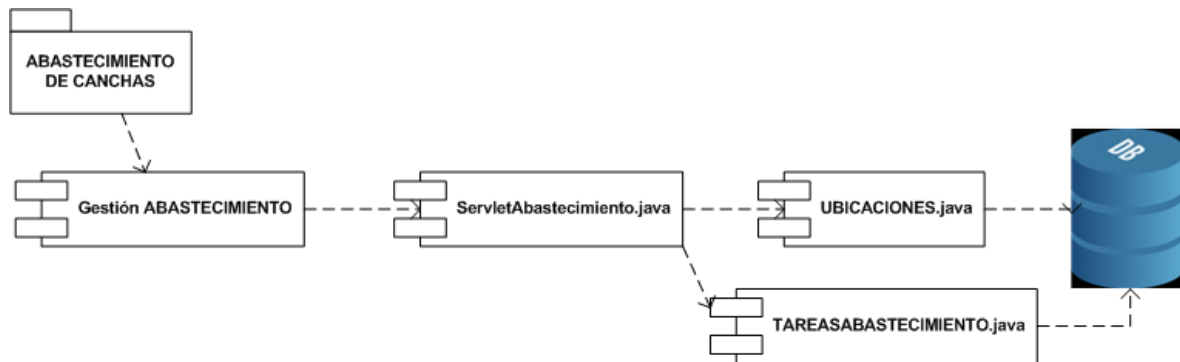 ABASTECIMIENTO
DE CANCHAS
DB
Gestión ABASTECIMIENTO
ServletAbastecimiento.java
UBICACIONES.java
TAREASABASTECIMIENTO.java